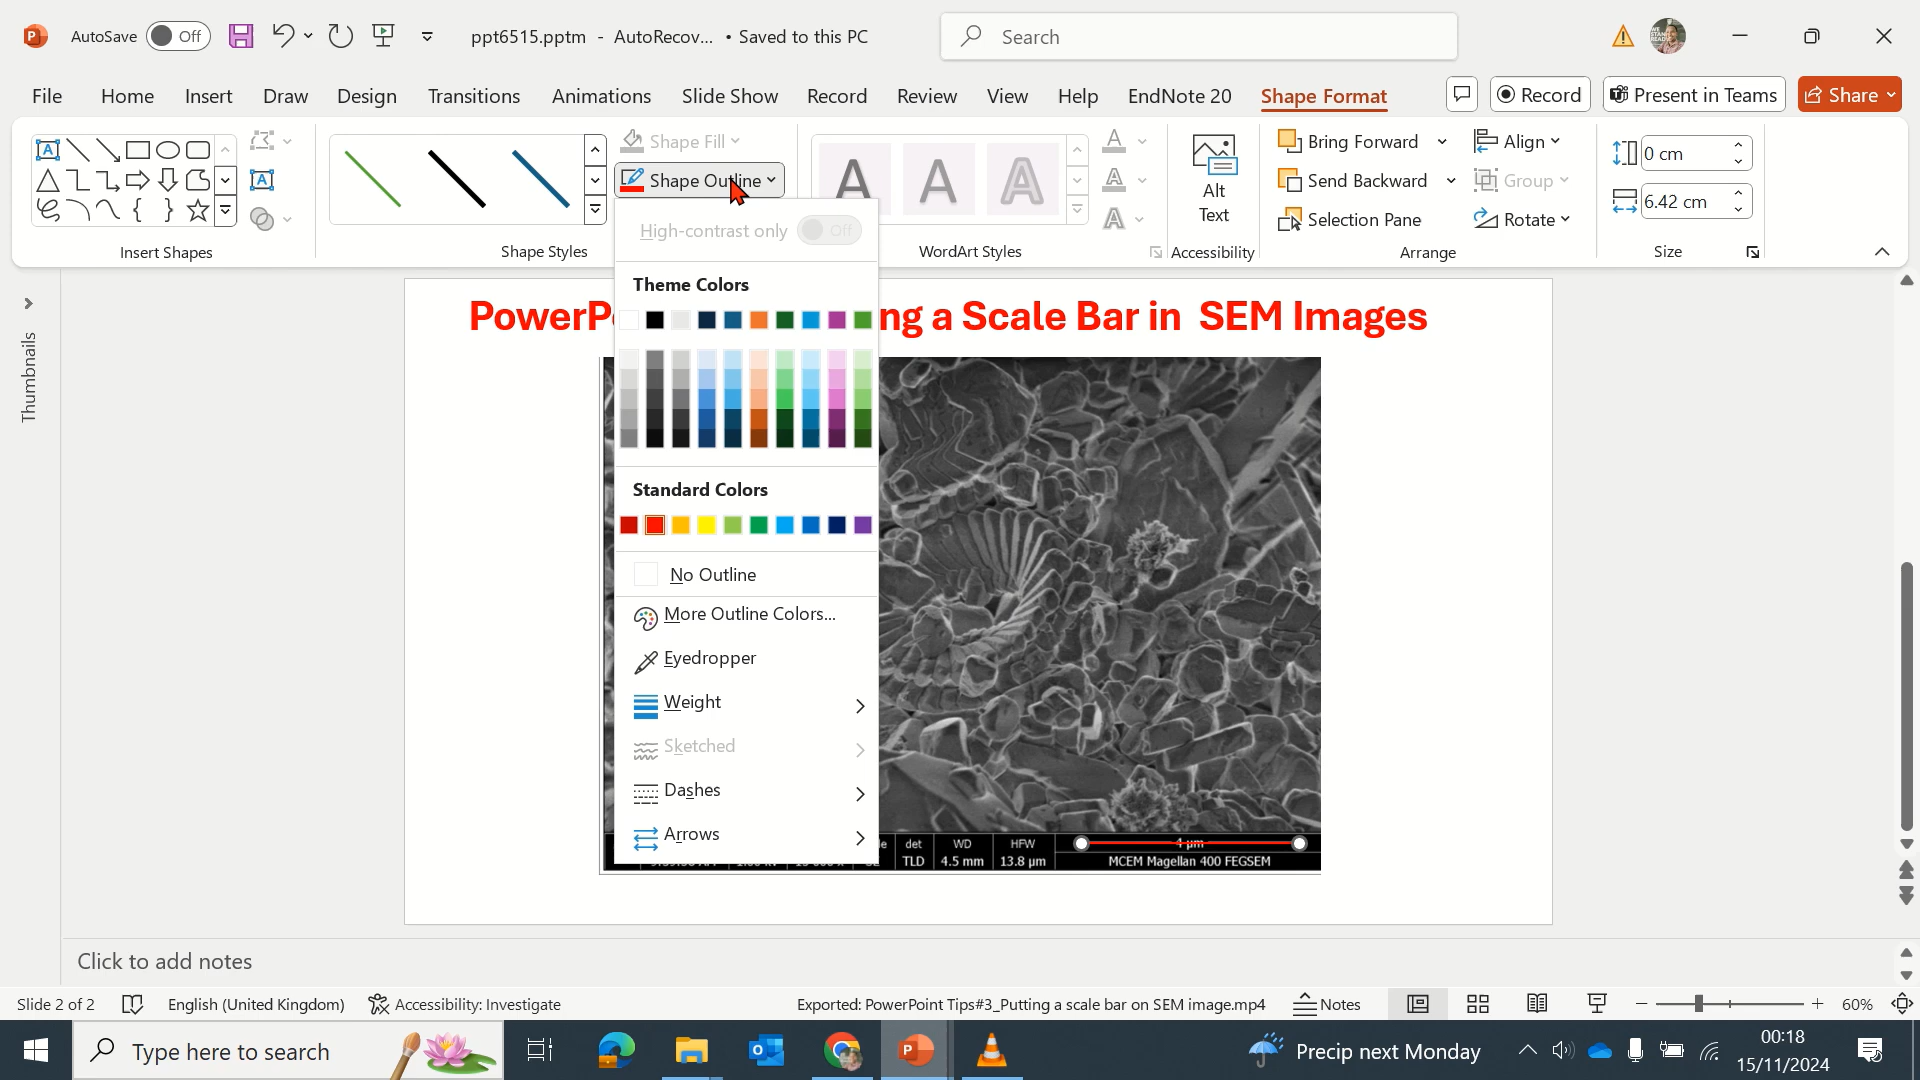 AutoSave Off
ppt6515.pptm - AutoRecov... • Saved to this PC
Search
File Home Insert Draw Design Transitions Animations Slide Show Record Review View Help EndNote 20 Shape Format
Record
Present in Teams
Share
Shape Fill
Shape Outline
Alt
Text
Bring Forward
Send Backward
Selection Pane
Align
Group
Rotate
0 cm
6.42 cm
Insert Shapes
Shape Styles
WordArt Styles
Accessibility
Arrange
Size
High-contrast only Off
Theme Colors
Standard Colors
No Outline
More Outline Colors...
Eyedropper
Weight
Sketched
Dashes
Arrows
Thumbnails
PowerP
ng a Scale Bar in SEM Images
det WD HFW 4 µm
TLD 4.5 mm 13.8 µm MCEM Magellan 400 FEGSEM
Click to add notes
Slide 2 of 2
English (United Kingdom)
Accessibility: Investigate
Exported: PowerPoint Tips#3_Putting a scale bar on SEM image.mp4
Notes
60%
Type here to search
Precip next Monday
00:18
15/11/2024